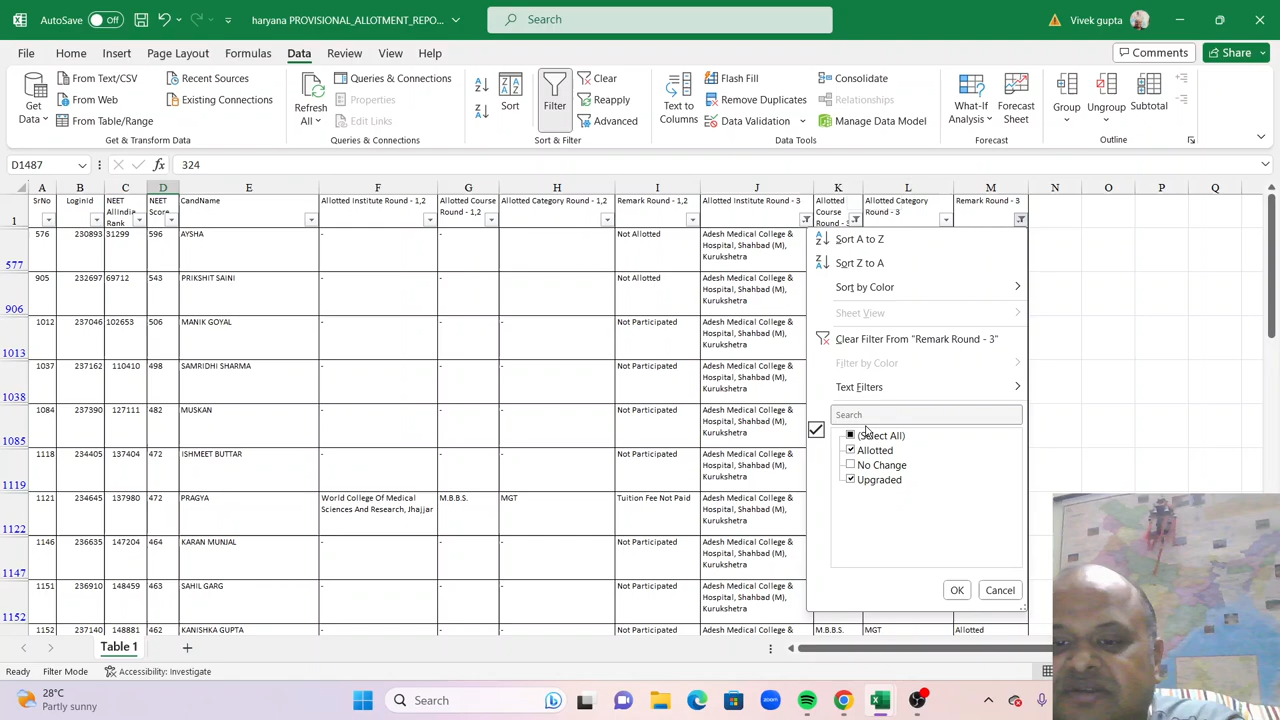 AutoSave Off haryana PROVISIONAL_ALLOTMENT_REPO... Search Vivek gupta
File Home Insert Page Layout Formulas Data Review View Help Comments Share
Get Data
From Text/CSV
From Web
From Table/Range
Recent Sources
Existing Connections
Get & Transform Data
Refresh All
Queries & Connections
Properties
Edit Links
Queries & Connections
Sort
Filter
Clear
Reapply
Advanced
Sort & Filter
Text to Columns
Flash Fill
Remove Duplicates
Data Validation
Consolidate
Relationships
Manage Data Model
Data Tools
What-If Analysis
Forecast Sheet
Forecast
Group
Ungroup
Subtotal
Outline
D1487 fx 324
A B C D E F G H I J K L M N O P Q
1 SrNo LoginId NEET AllIndia Rank NEET Score CandName Allotted Institute Round - 1,2 Allotted Course Round - 1,2 Allotted Category Round - 1,2 Remark Round - 1,2 Allotted Institute Round - 3 Allotted Course Round - Allotted Category Round - 3 Remark Round - 3
577 576 230893 31299 596 AYSHA - - Not Allotted Adesh Medical College & Hospital, Shahbad (M), Kurukshetra
906 905 232697 69712 543 PRIKSHIT SAINI - - Not Allotted Adesh Medical College & Hospital, Shahbad (M), Kurukshetra
1013 1012 237046 102653 506 MANIK GOYAL - - - Not Participated Adesh Medical College & Hospital, Shahbad (M), Kurukshetra
1038 1037 237162 110410 498 SAMRIDHI SHARMA - - - Not Participated Adesh Medical College & Hospital, Shahbad (M), Kurukshetra
1085 1084 237390 127111 482 MUSKAN - - - Not Participated Adesh Medical College & Hospital, Shahbad (M), Kurukshetra
1119 1118 234405 137404 472 ISHMEET BUTTAR - - - Not Participated Adesh Medical College & Hospital, Shahbad (M), Kurukshetra
1122 1121 234645 137980 472 PRAGYA World College Of Medical Sciences And Research, Jhajjar M.B.B.S. MGT Tuition Fee Not Paid Adesh Medical College & Hospital, Shahbad (M), Kurukshetra
1147 1146 236635 147204 464 KARAN MUNJAL - - - Not Participated Adesh Medical College & Hospital, Shahbad (M), Kurukshetra
1152 1151 236910 148459 463 SAHIL GARG - - - Not Participated Adesh Medical College & Hospital, Shahbad (M), Kurukshetra
1152 237140 148881 462 KANISHKA GUPTA - - - Not Participated Adesh Medical College & M.B.B.S. MGT Allotted
Sort A to Z
Sort Z to A
Sort by Color
Sheet View
Clear Filter From "Remark Round - 3"
Filter by Color
Text Filters
Search
(Select All)
Allotted
No Change
Upgraded
OK Cancel
Table 1
Ready Filter Mode Accessibility: Investigate
28°C
Partly sunny
Search